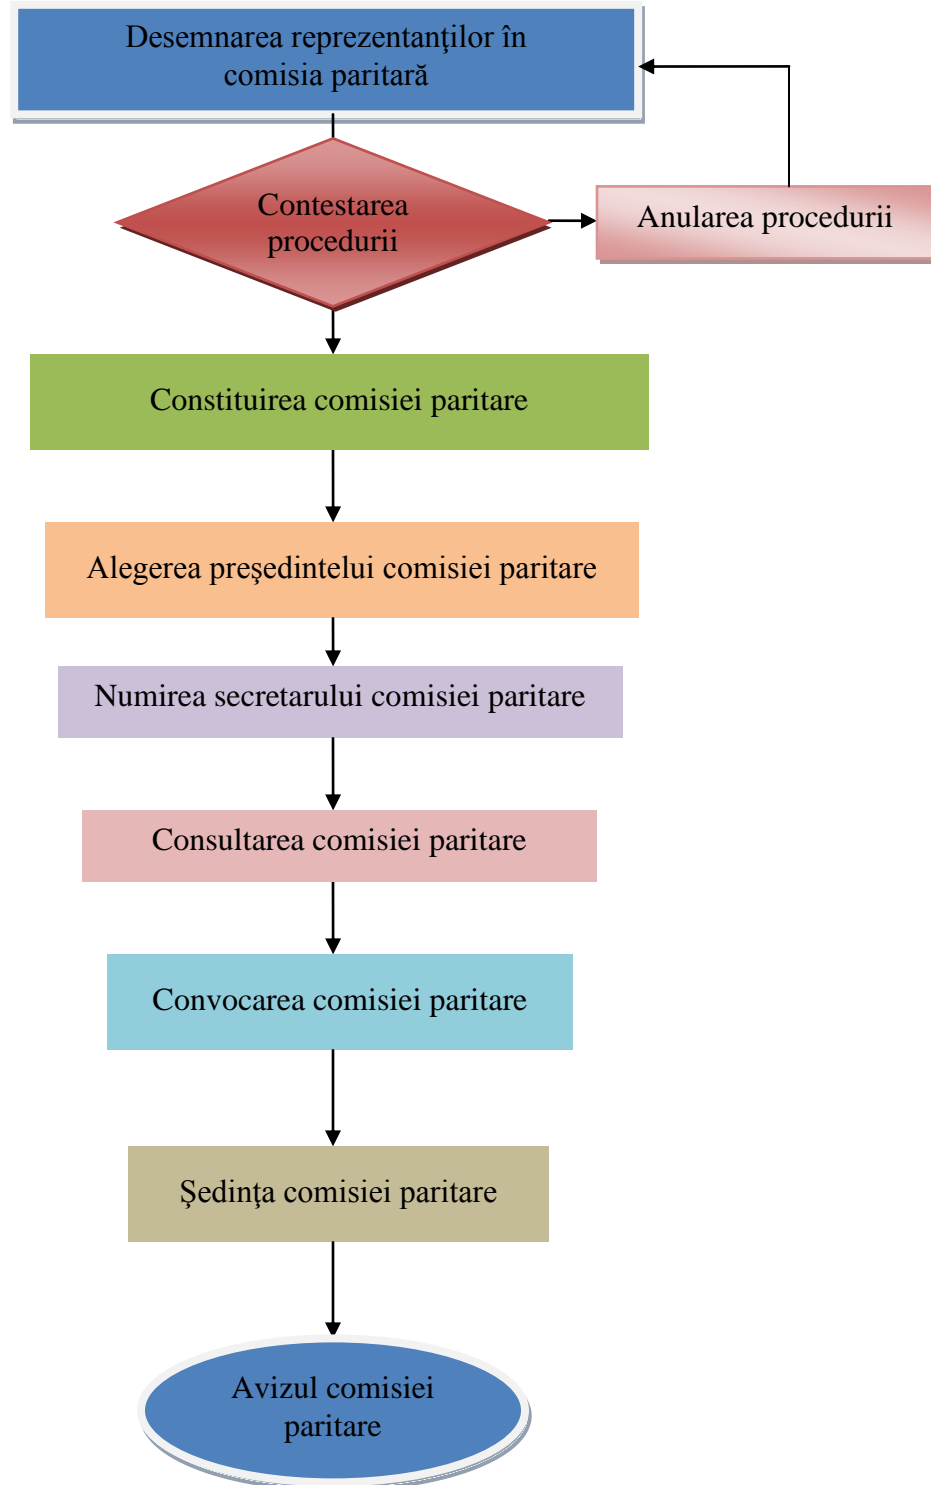 Desemnarea reprezentanţilor în
comisia paritară
Contestarea
procedurii
Anularea procedurii
Constituirea comisiei paritare
Alegerea preşedintelui comisiei paritare
Numirea secretarului comisiei paritare
Consultarea comisiei paritare
Convocarea comisiei paritare
Şedinţa comisiei paritare
Avizul comisiei
paritare